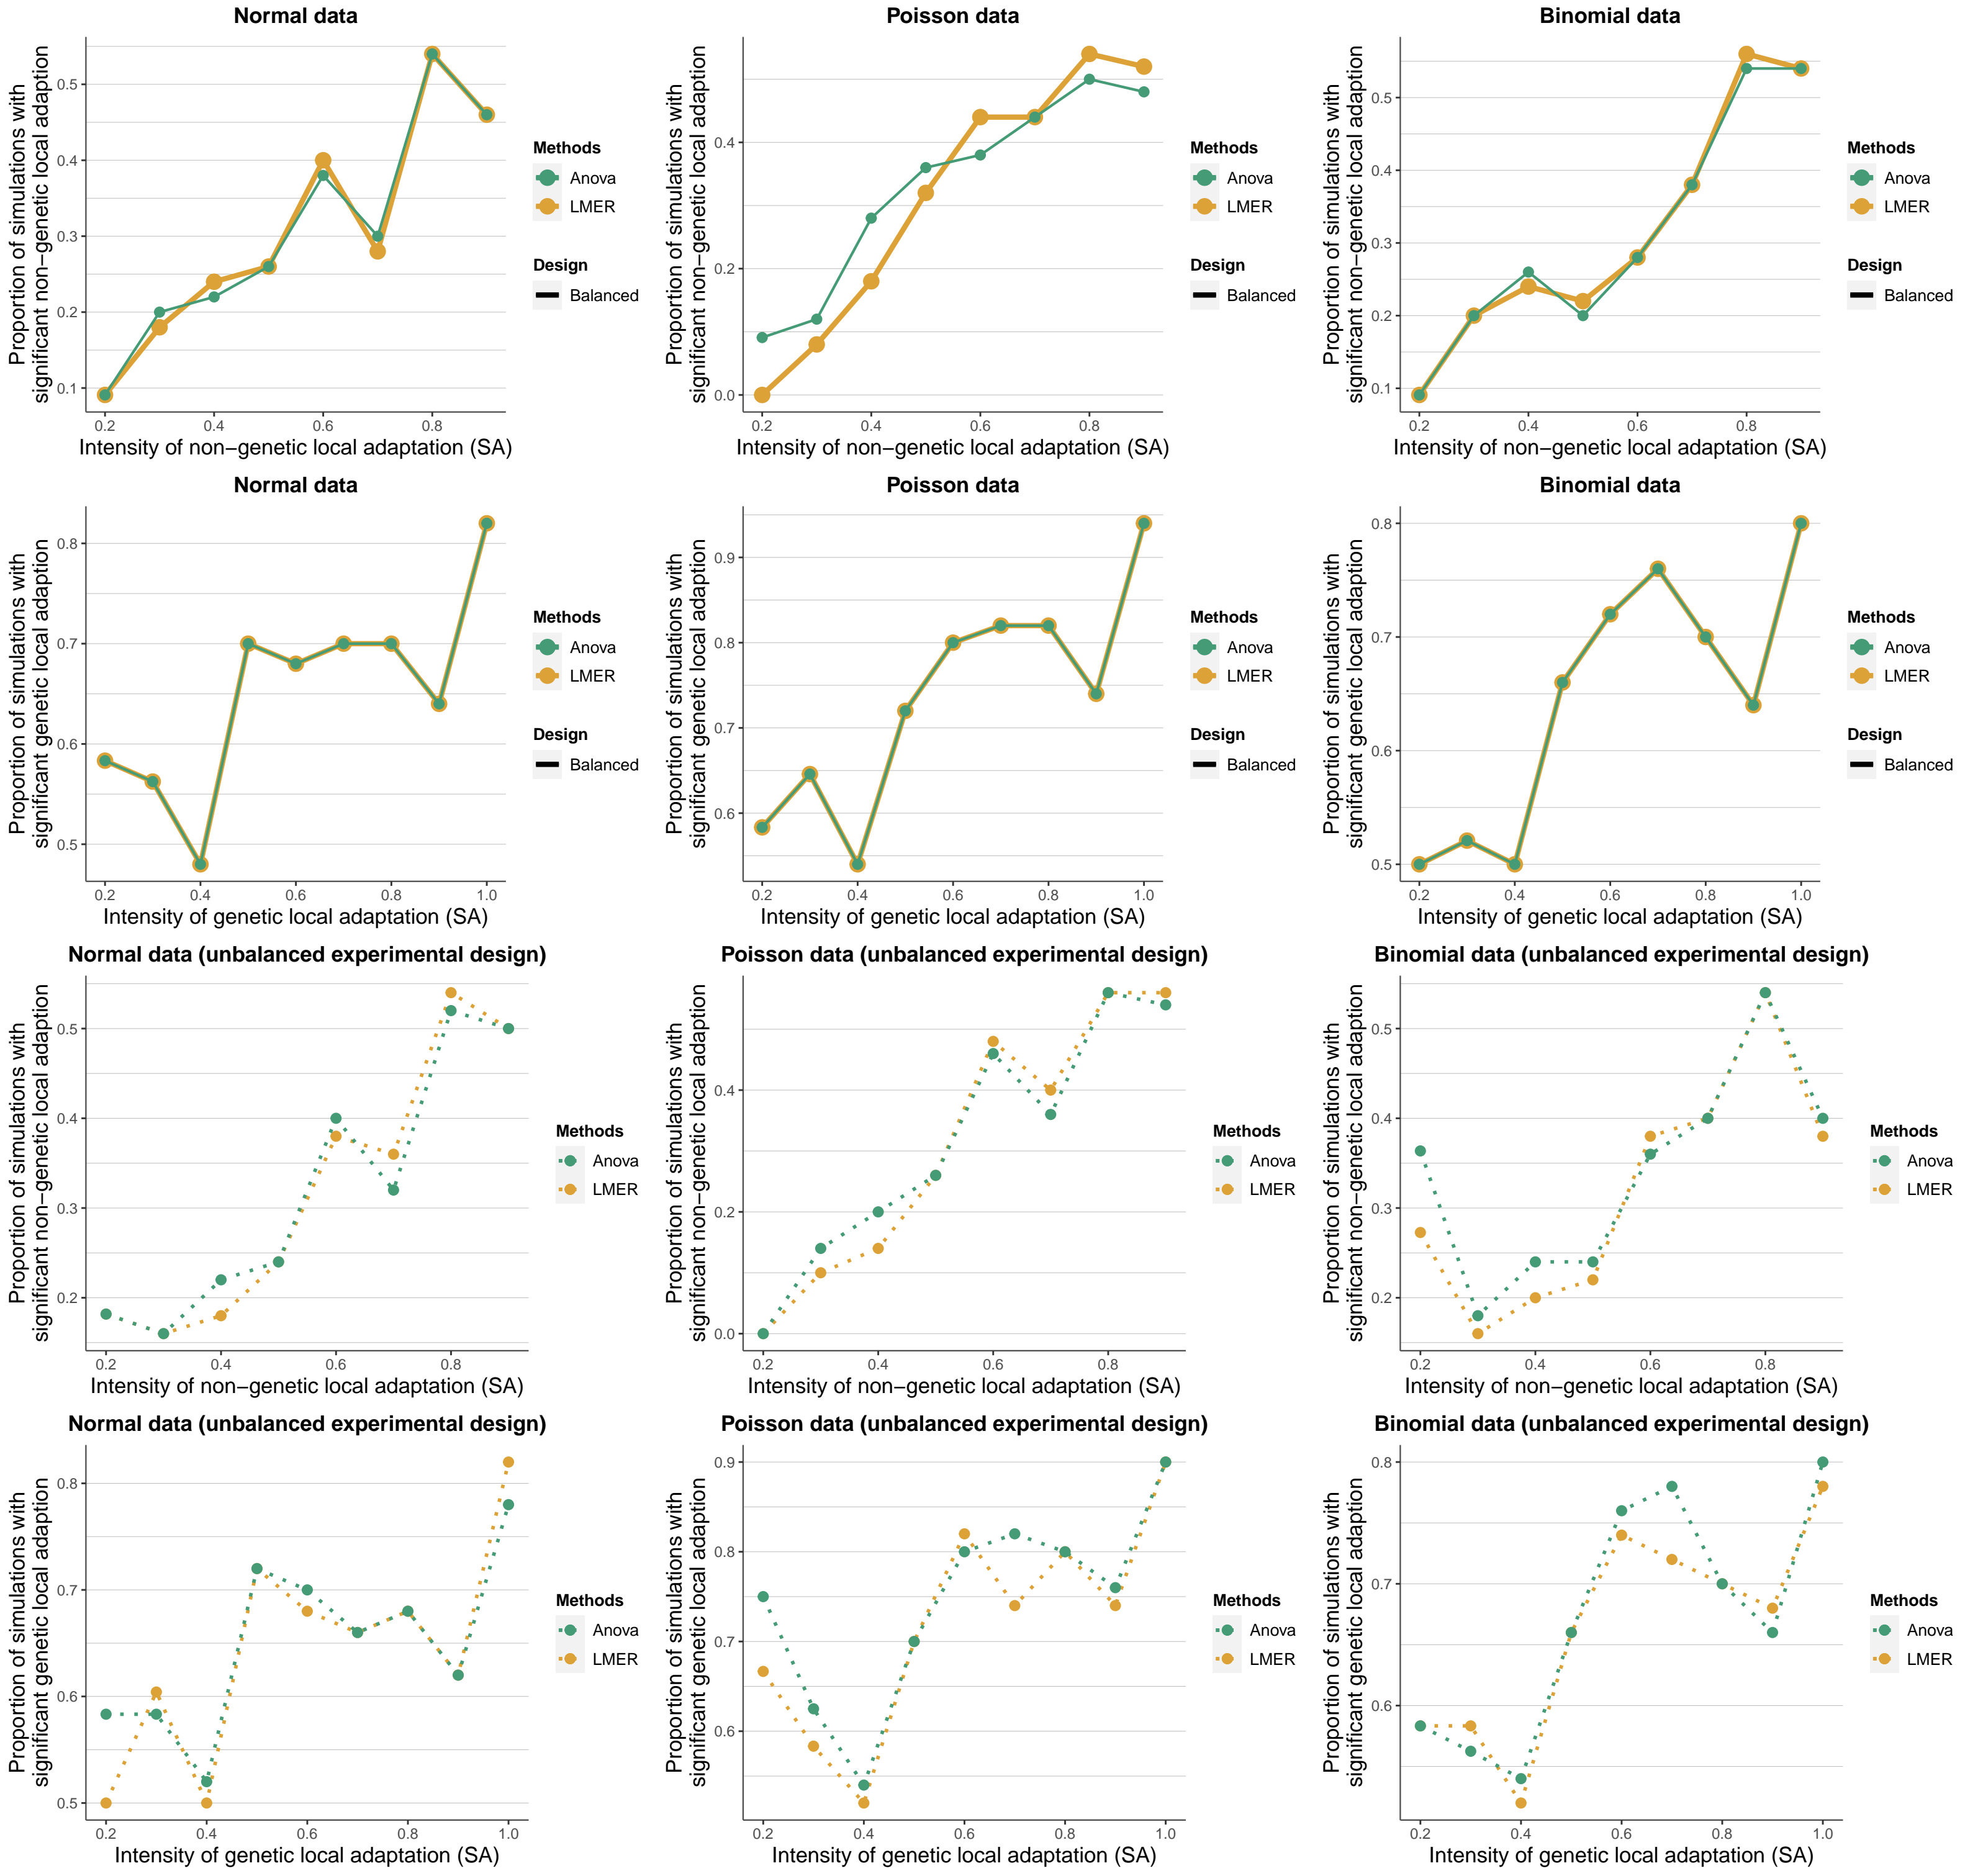 Normal data
Proportion of simulations with
significant non−genetic local adaption
0.5
0.4
0.3
0.2
0.1
0.2 0.4 0.6 0.8
Intensity of non−genetic local adaptation (SA)
Methods
Anova
LMER
Design
Balanced
Poisson data
Proportion of simulations with
significant non−genetic local adaption
0.4
0.2
0.0
0.2 0.4 0.6 0.8
Intensity of non−genetic local adaptation (SA)
Methods
Anova
LMER
Design
Balanced
Binomial data
Proportion of simulations with
significant non−genetic local adaption
0.5
0.4
0.3
0.2
0.1
0.2 0.4 0.6 0.8
Intensity of non−genetic local adaptation (SA)
Methods
Anova
LMER
Design
Balanced
Normal data
Proportion of simulations with
significant genetic local adaption
0.8
0.7
0.6
0.5
0.2 0.4 0.6 0.8 1.0
Intensity of genetic local adaptation (SA)
Methods
Anova
LMER
Design
Balanced
Poisson data
Proportion of simulations with
significant genetic local adaption
0.9
0.8
0.7
0.6
0.2 0.4 0.6 0.8 1.0
Intensity of genetic local adaptation (SA)
Methods
Anova
LMER
Design
Balanced
Binomial data
Proportion of simulations with
significant genetic local adaption
0.8
0.7
0.6
0.5
0.2 0.4 0.6 0.8 1.0
Intensity of genetic local adaptation (SA)
Methods
Anova
LMER
Design
Balanced
Normal data (unbalanced experimental design)
Proportion of simulations with
significant non−genetic local adaption
0.5
0.4
0.3
0.2
0.2 0.4 0.6 0.8
Intensity of non−genetic local adaptation (SA)
Methods
Anova
LMER
Poisson data (unbalanced experimental design)
Proportion of simulations with
significant non−genetic local adaption
0.4
0.2
0.0
0.2 0.4 0.6 0.8
Intensity of non−genetic local adaptation (SA)
Methods
Anova
LMER
Binomial data (unbalanced experimental design)
Proportion of simulations with
significant non−genetic local adaption
0.5
0.4
0.3
0.2
0.2 0.4 0.6 0.8
Intensity of non−genetic local adaptation (SA)
Methods
Anova
LMER
Normal data (unbalanced experimental design)
Proportion of simulations with
significant genetic local adaption
0.8
0.7
0.6
0.5
0.2 0.4 0.6 0.8 1.0
Intensity of genetic local adaptation (SA)
Methods
Anova
LMER
Poisson data (unbalanced experimental design)
Proportion of simulations with
significant genetic local adaption
0.9
0.8
0.7
0.6
0.2 0.4 0.6 0.8 1.0
Intensity of genetic local adaptation (SA)
Methods
Anova
LMER
Binomial data (unbalanced experimental design)
Proportion of simulations with
significant genetic local adaption
0.8
0.7
0.6
0.2 0.4 0.6 0.8 1.0
Intensity of genetic local adaptation (SA)
Methods
Anova
LMER